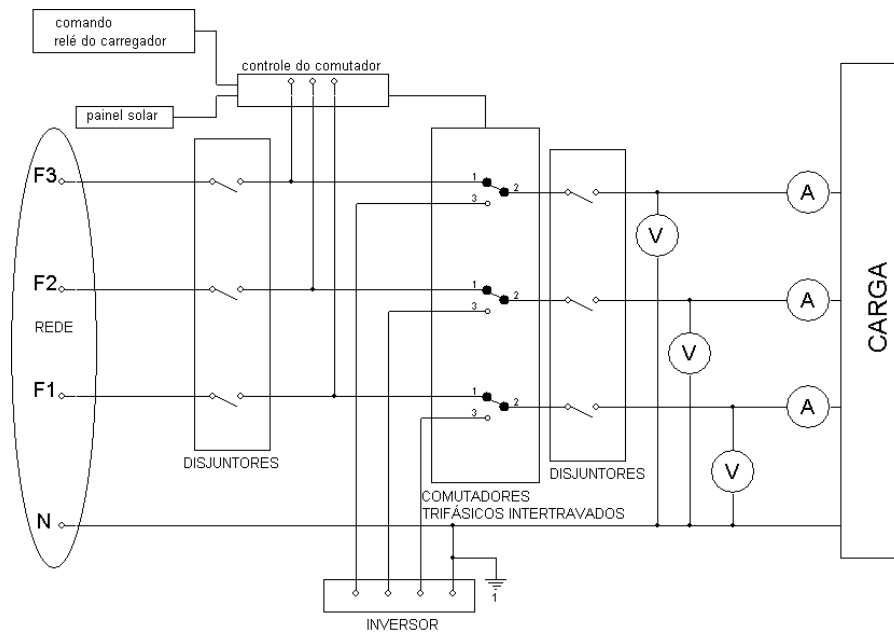 comando
relé do carregador
controle do comutador
painel solar
F3
1
2
3
A
V
F2
REDE
1
2
3
A
V
CARGA
F1
1
2
3
A
V
DISJUNTORES
DISJUNTORES
COMUTADORES
TRIFÁSICOS INTERTRAVADOS
N
1
INVERSOR